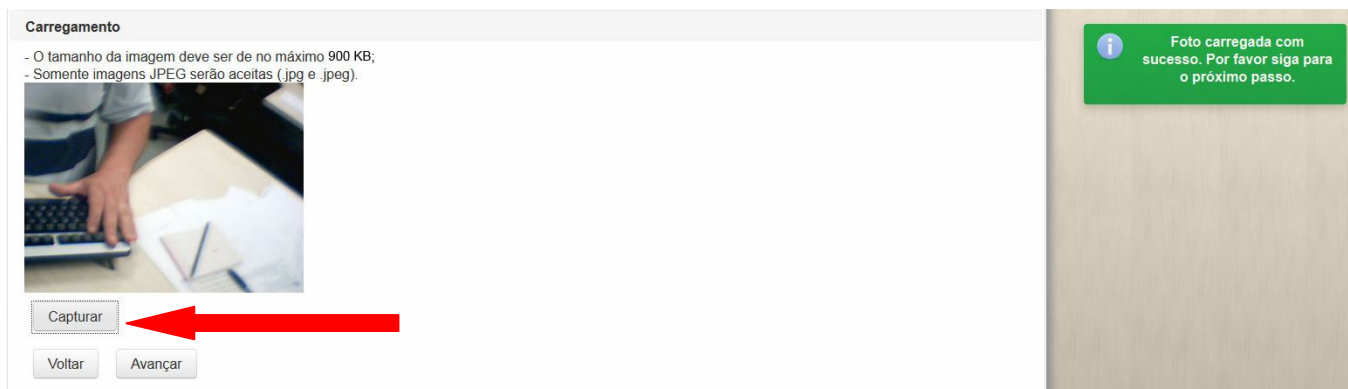 Carregamento
- O tamanho da imagem deve ser de no máximo 900 KB;
- Somente imagens JPEG serão aceitas (.jpg e .jpeg).
Capturar
Voltar
Avançar
Foto carregada com
sucesso. Por favor siga para
o próximo passo.